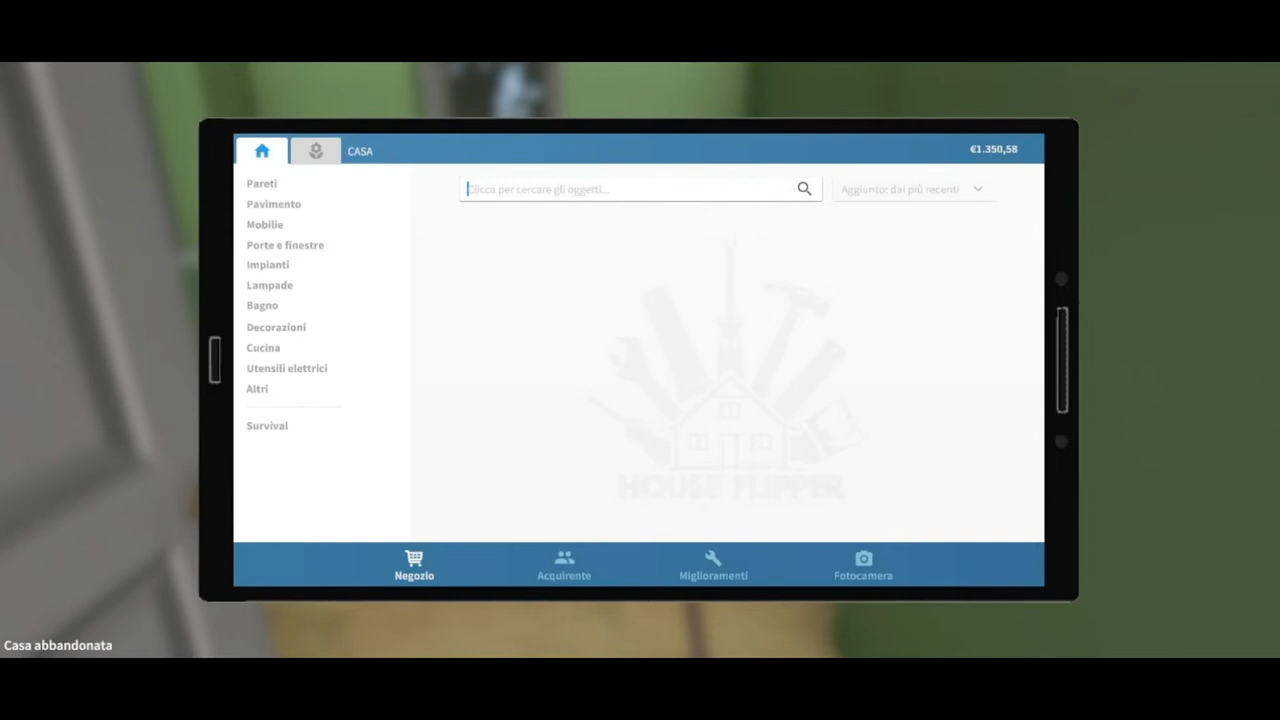 CASA
€1.350,58
Clicca per cercare gli oggetti...
Aggiunto: dai più recenti
Pareti
Pavimento
Mobilie
Porte e finestre
Impianti
Lampade
Bagno
Decorazioni
Cucina
Utensili elettrici
Altri
Survival
HOUSE FLIPPER
Negozio
Acquirente
Miglioramenti
Fotocamera
Casa abbandonata